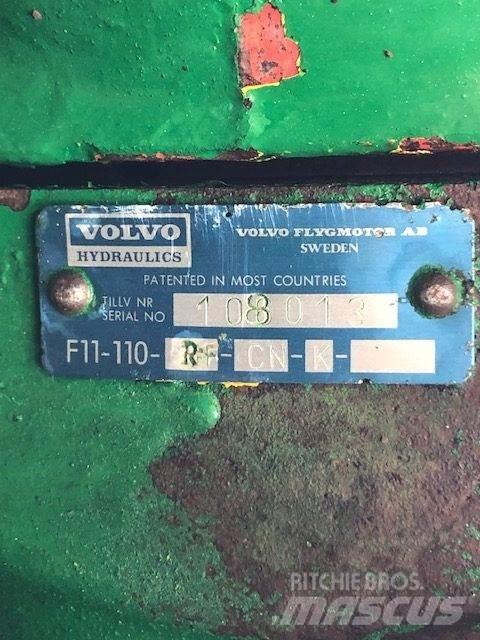 VOLVO
HYDRAULICS
VOLVO FLYGMOTOR AB
SWEDEN
PATENTED IN MOST COUNTRIES
TILLV NR
SERIAL NO 108013
F11-110-RF-CN-K-
RITCHIE BROS.
MASCUS